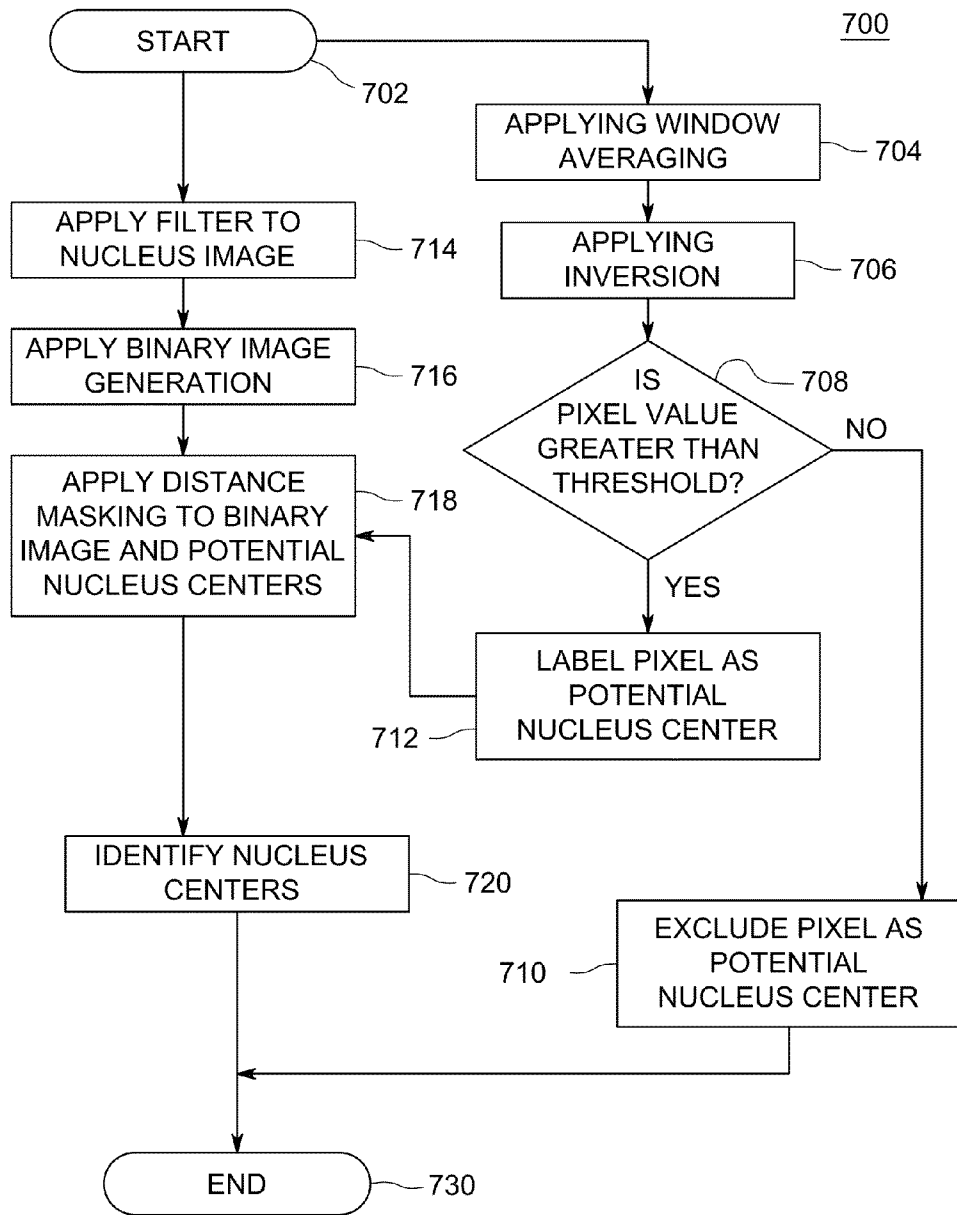 700
START
702
APPLYING WINDOW
AVERAGING
704
APPLY FILTER TO
NUCLEUS IMAGE
714
APPLYING
INVERSION
706
APPLY BINARY IMAGE
GENERATION
716
IS
PIXEL VALUE
GREATER THAN
THRESHOLD?
708
NO
YES
APPLY DISTANCE
MASKING TO BINARY
IMAGE AND POTENTIAL
NUCLEUS CENTERS
718
LABEL PIXEL AS
POTENTIAL
NUCLEUS CENTER
712
IDENTIFY NUCLEUS
CENTERS
720
EXCLUDE PIXEL AS
POTENTIAL
NUCLEUS CENTER
710
END
730